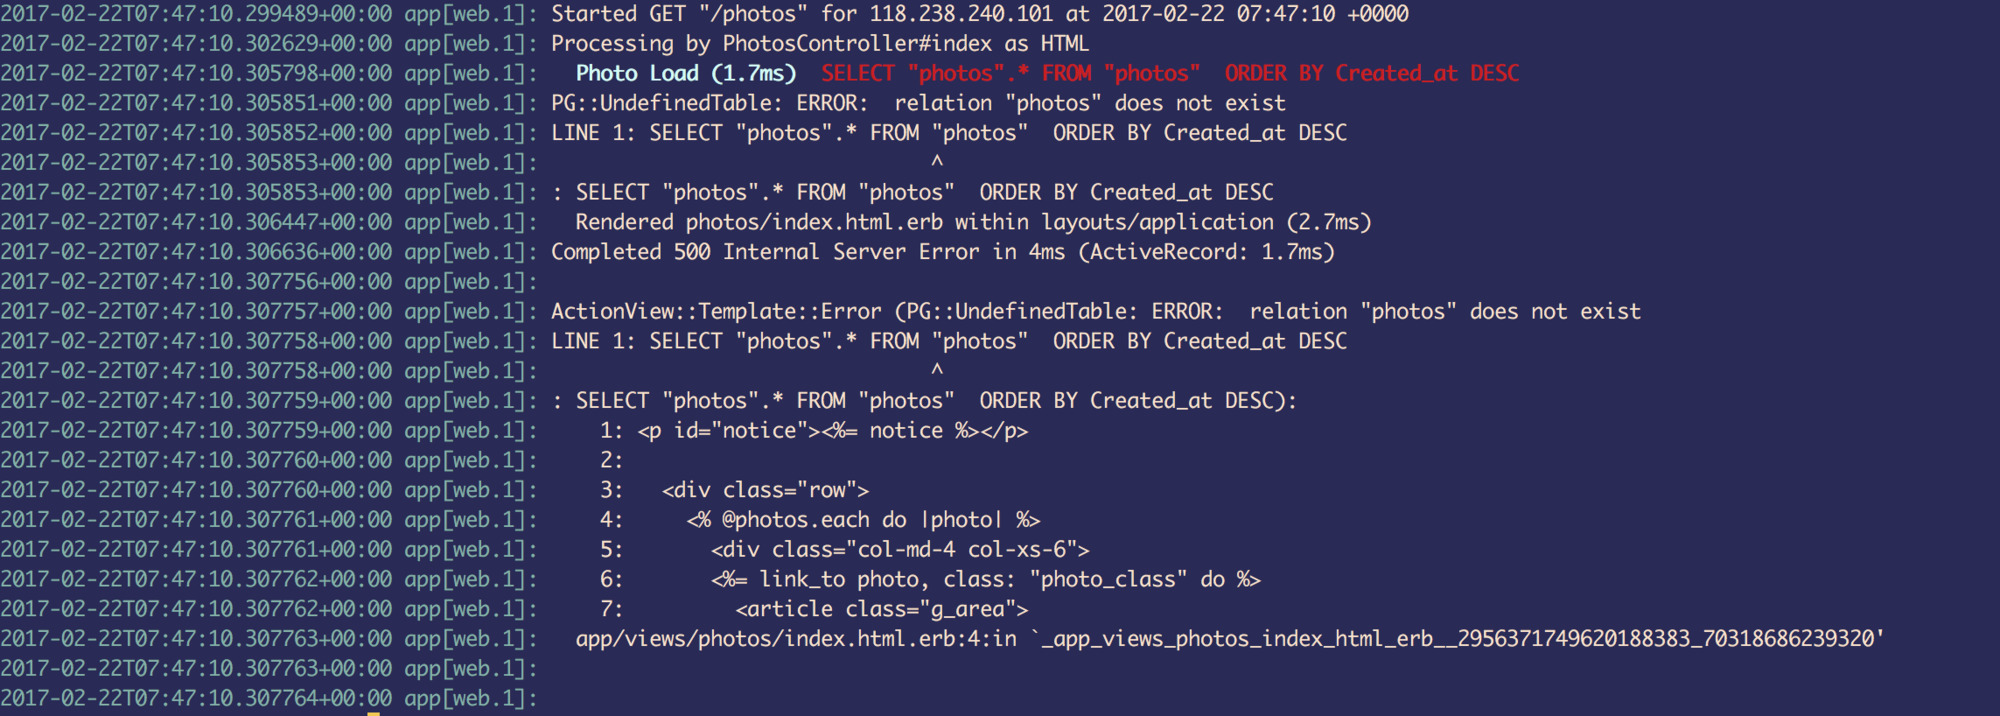 2017-02-22T07:47:10.299489+00:00 app[web.1]: Started GET "/photos" for 118.238.240.101 at 2017-02-22 07:47:10 +0000
2017-02-22T07:47:10.302629+00:00 app[web.1]: Processing by PhotosController#index as HTML
2017-02-22T07:47:10.305798+00:00 app[web.1]:   Photo Load (1.7ms)  SELECT "photos".* FROM "photos"  ORDER BY Created_at DESC
2017-02-22T07:47:10.305851+00:00 app[web.1]: PG::UndefinedTable: ERROR:  relation "photos" does not exist
2017-02-22T07:47:10.305852+00:00 app[web.1]: LINE 1: SELECT "photos".* FROM "photos"  ORDER BY Created_at DESC
2017-02-22T07:47:10.305853+00:00 app[web.1]:                                ^
2017-02-22T07:47:10.305853+00:00 app[web.1]: : SELECT "photos".* FROM "photos"  ORDER BY Created_at DESC
2017-02-22T07:47:10.306447+00:00 app[web.1]:   Rendered photos/index.html.erb within layouts/application (2.7ms)
2017-02-22T07:47:10.306636+00:00 app[web.1]: Completed 500 Internal Server Error in 4ms (ActiveRecord: 1.7ms)
2017-02-22T07:47:10.307756+00:00 app[web.1]:
2017-02-22T07:47:10.307757+00:00 app[web.1]: ActionView::Template::Error (PG::UndefinedTable: ERROR:  relation "photos" does not exist
2017-02-22T07:47:10.307758+00:00 app[web.1]: LINE 1: SELECT "photos".* FROM "photos"  ORDER BY Created_at DESC
2017-02-22T07:47:10.307758+00:00 app[web.1]:                                ^
2017-02-22T07:47:10.307759+00:00 app[web.1]: : SELECT "photos".* FROM "photos"  ORDER BY Created_at DESC):
2017-02-22T07:47:10.307759+00:00 app[web.1]:     1: <p id="notice"><%= notice %></p>
2017-02-22T07:47:10.307760+00:00 app[web.1]:     2:
2017-02-22T07:47:10.307760+00:00 app[web.1]:     3:   <div class="row">
2017-02-22T07:47:10.307761+00:00 app[web.1]:     4:     <% @photos.each do |photo| %>
2017-02-22T07:47:10.307761+00:00 app[web.1]:     5:       <div class="col-md-4 col-xs-6">
2017-02-22T07:47:10.307762+00:00 app[web.1]:     6:       <%= link_to photo, class: "photo_class" do %>
2017-02-22T07:47:10.307762+00:00 app[web.1]:     7:         <article class="g_area">
2017-02-22T07:47:10.307763+00:00 app[web.1]:   app/views/photos/index.html.erb:4:in `_app_views_photos_index_html_erb__2956371749620188383_70318686239320'
2017-02-22T07:47:10.307763+00:00 app[web.1]:
2017-02-22T07:47:10.307764+00:00 app[web.1]: